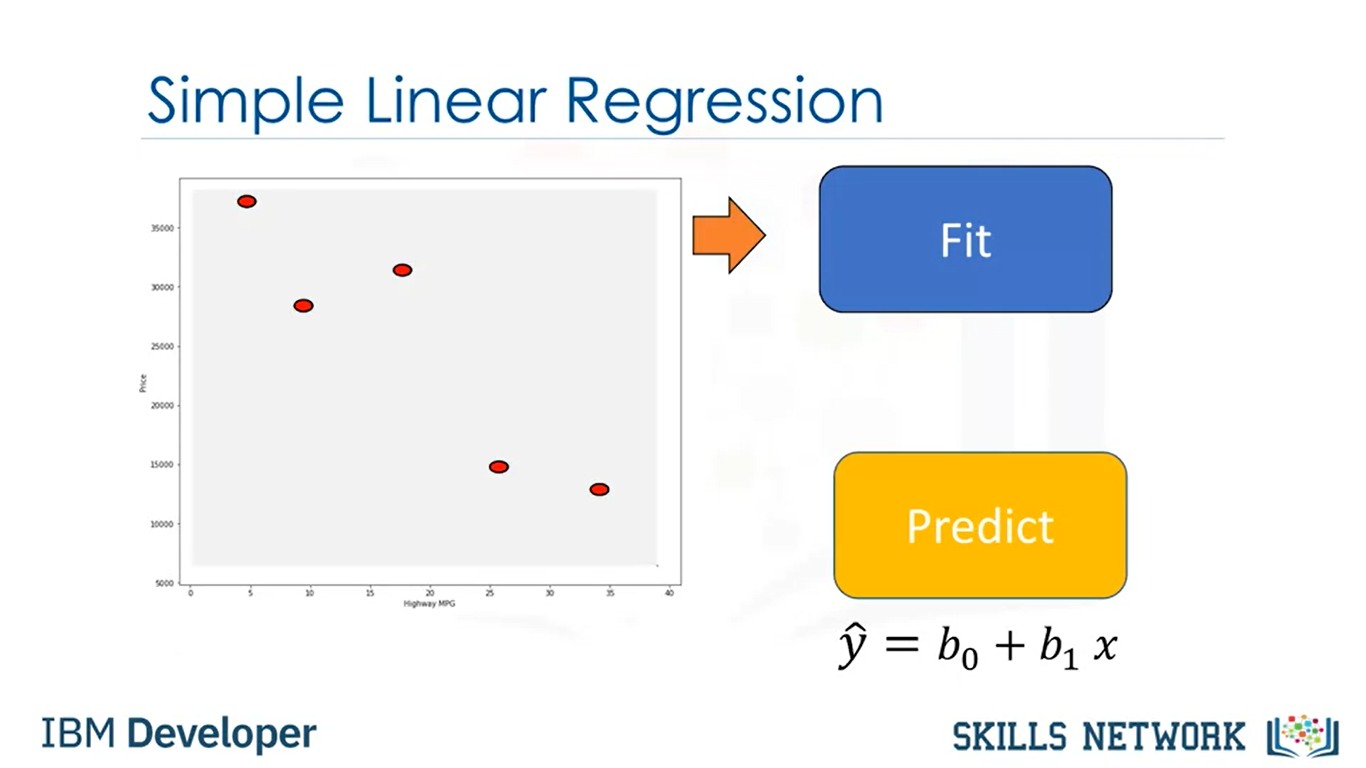 Simple Linear Regression
35000
30000
25000
20000
15000
10000
5000
Price
0 5 10 15 20 25 30 35 40
Highway MPG
Fit
Predict
ŷ = b₀ + b₁ x
IBM Developer
SKILLS NETWORK